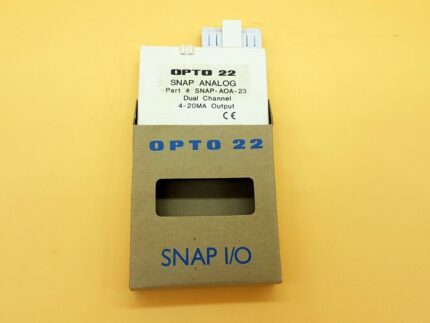 OPTO 22
SNAP ANALOG
Part # SNAP-AOA-23
Dual Channel
4-20MA Output
CE
OPTO 22
SNAP I/O